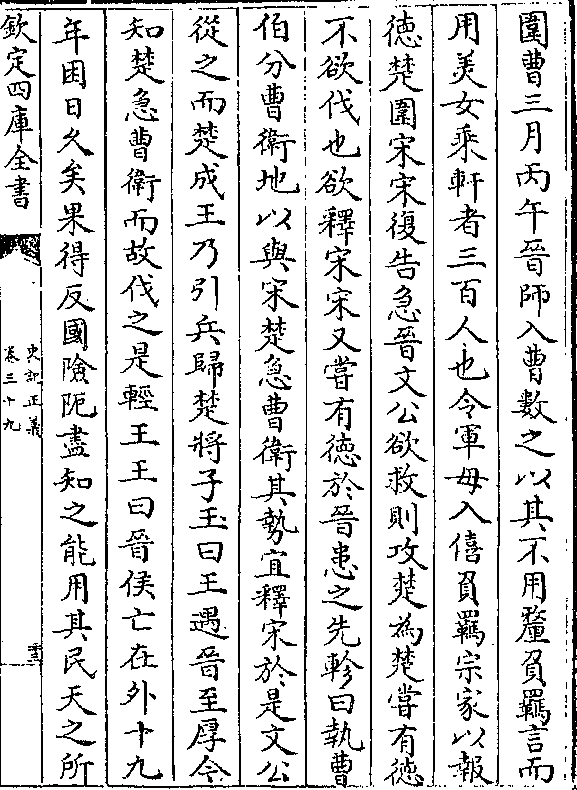 圍曹三月丙午晉師入曹數之以其不用釐負羈言而
用美女乘軒者三百人也令軍毋入僖負羈宗家以報
德楚圍宋宋復告急晉文公欲救則攻楚為楚嘗有德
不欲伐也欲釋宋宋又嘗有德於晉患之先軫曰執曹
伯分曹衛地以與宋楚急曹衛其勢宜釋宋於是文公
從之而楚成王乃引兵歸楚將子玉曰王遇晉至厚今
知楚急曹衛而故伐之是輕王王曰晉侯亡在外十九
年困日久矣果得反國險阨盡知之能用其民天之所
欽定四庫全書
史記正義
卷三十九